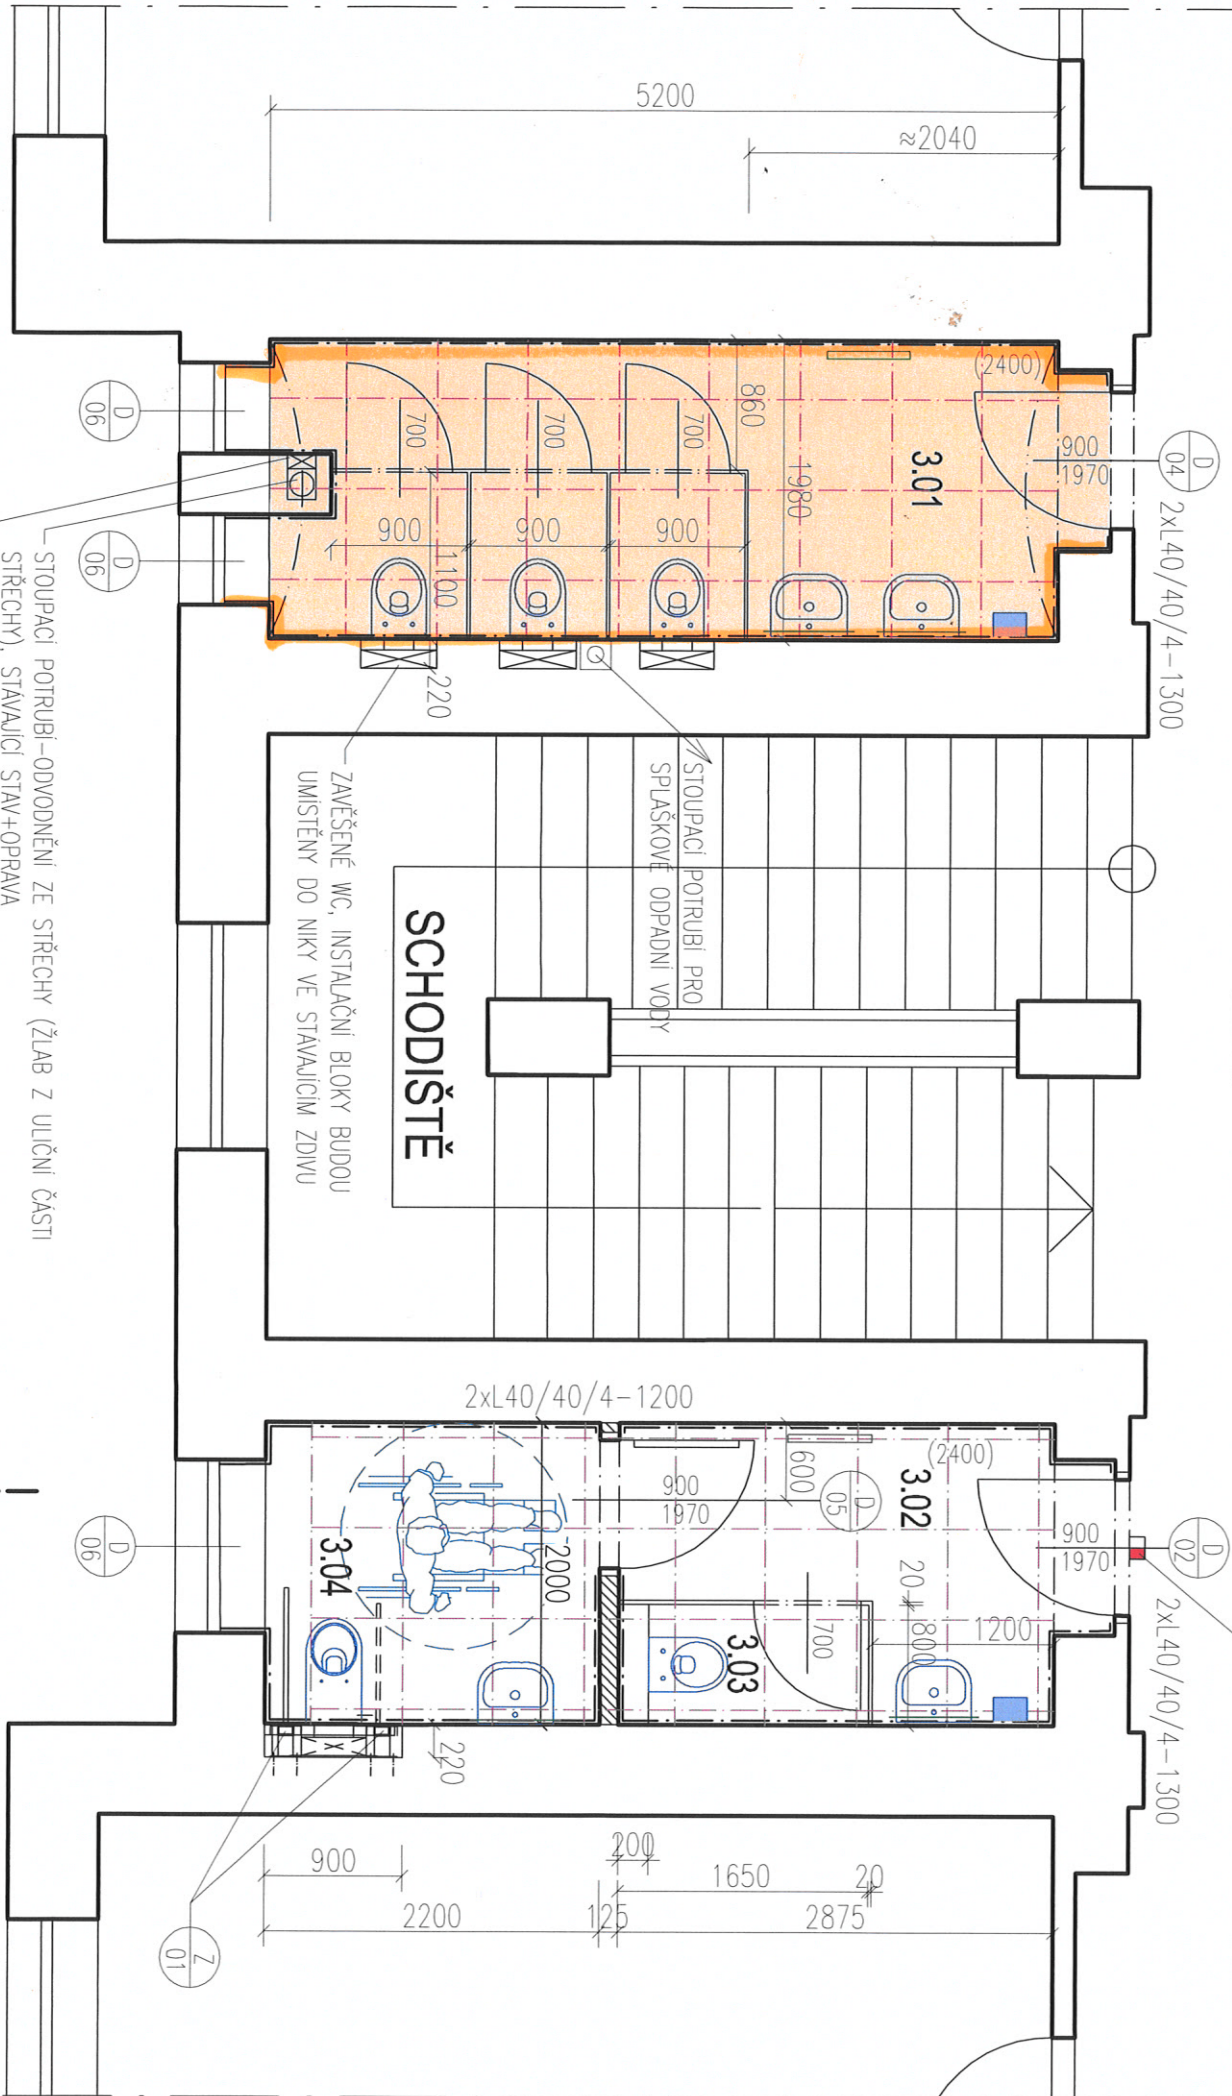 5200
≈2040
D
04
2xL40/40/4-1300
900
1970
(2400)
3.01
860
1980
700
700
700
900
900
900
1100
220
D
06
D
06
STOUPACÍ POTRUBÍ-ODVODNĚNÍ ZE STŘECHY (ŽLAB Z ULIČNÍ ČÁSTI
STŘECHY), STÁVAJÍCÍ STAV+OPRAVA
ZAVĚŠENÉ WC, INSTALAČNÍ BLOKY BUDOU
UMÍSTĚNY DO NIKY VE STÁVAJÍCÍM ZDIVU
STOUPACÍ POTRUBÍ PRO
SPLAŠKOVÉ ODPADNÍ VODY
SCHODIŠTĚ
2xL40/40/4-1200
D
02
2xL40/40/4-1300
900
1970
(2400)
3.02
D
05
600
900
1970
20
800
1200
700
3.03
2000
3.04
D
06
220
Z
01
900
2200
125
200
1650
20
2875